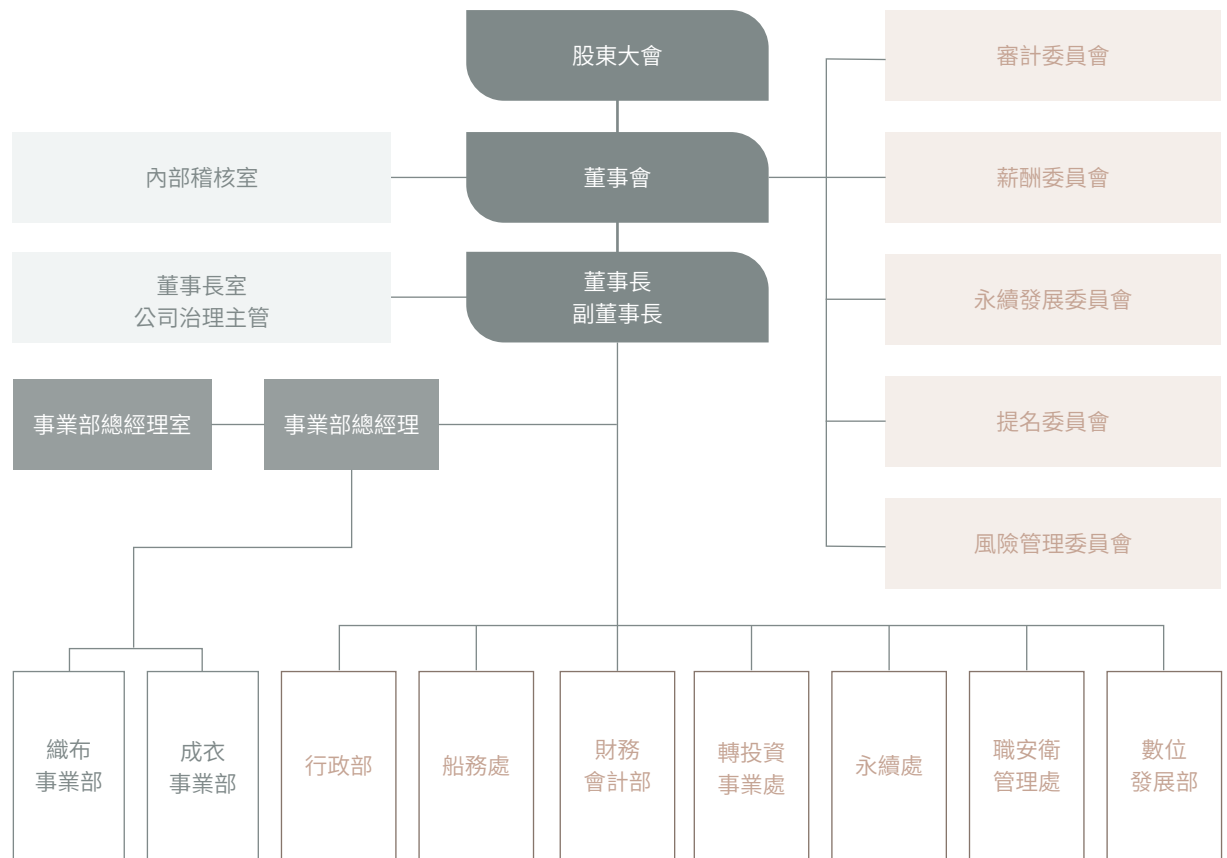 股東大會
審計委員會
內部稽核室
董事會
薪酬委員會
董事長室
公司治理主管
董事長
副董事長
永續發展委員會
事業部總經理室
事業部總經理
提名委員會
風險管理委員會
織布
事業部
成衣
事業部
行政部
船務處
財務
會計部
轉投資
事業處
永續處
職安衛
管理處
數位
發展部